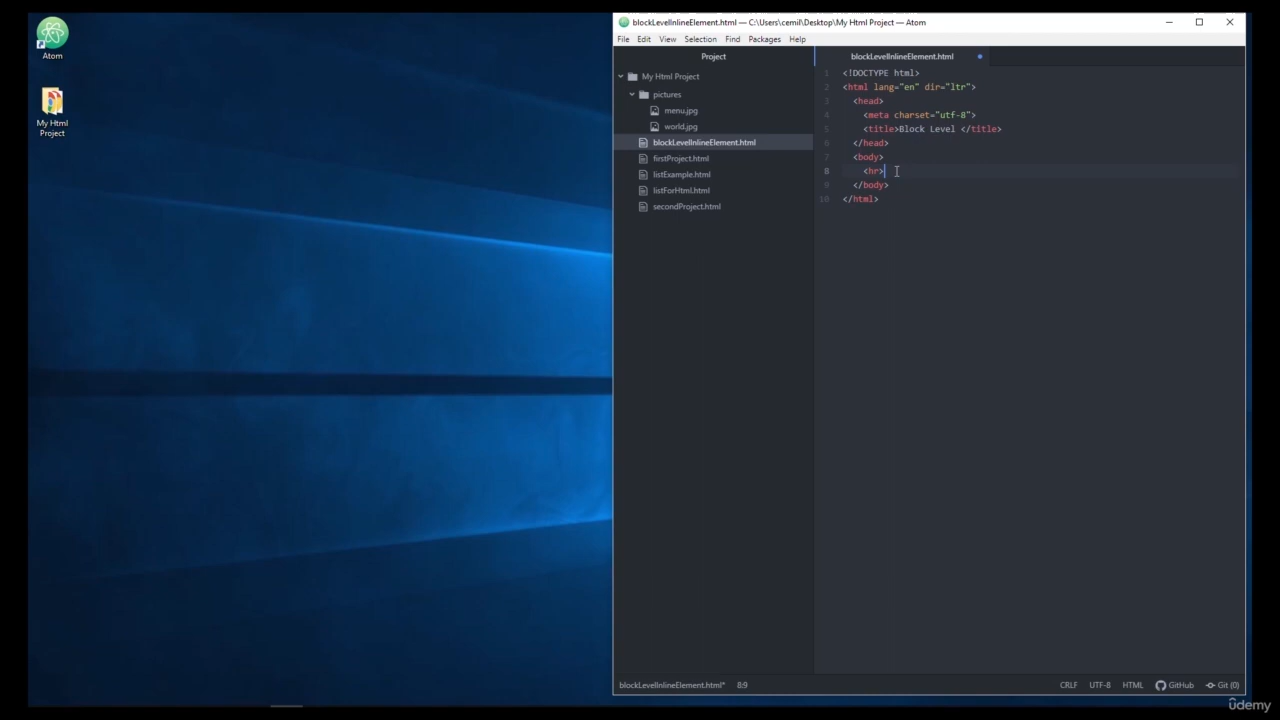 Atom
My Html
Project
blockLevelInlineElement.html — C:\Users\cemil\Desktop\My Html Project — Atom
File Edit View Selection Find Packages Help
Project
My Html Project
pictures
menu.jpg
world.jpg
blockLevelInlineElement.html
firstProject.html
listExample.html
listForHtml.html
secondProject.html
blockLevelInlineElement.html
1 <!DOCTYPE html>
2 <html lang="en" dir="ltr">
3 <head>
4 <meta charset="utf-8">
5 <title>Block Level </title>
6 </head>
7 <body>
8 <hr>
9 </body>
10 </html>
blockLevelInlineElement.html* 8:9 CRLF UTF-8 HTML GitHub Git (0)
ûdemy